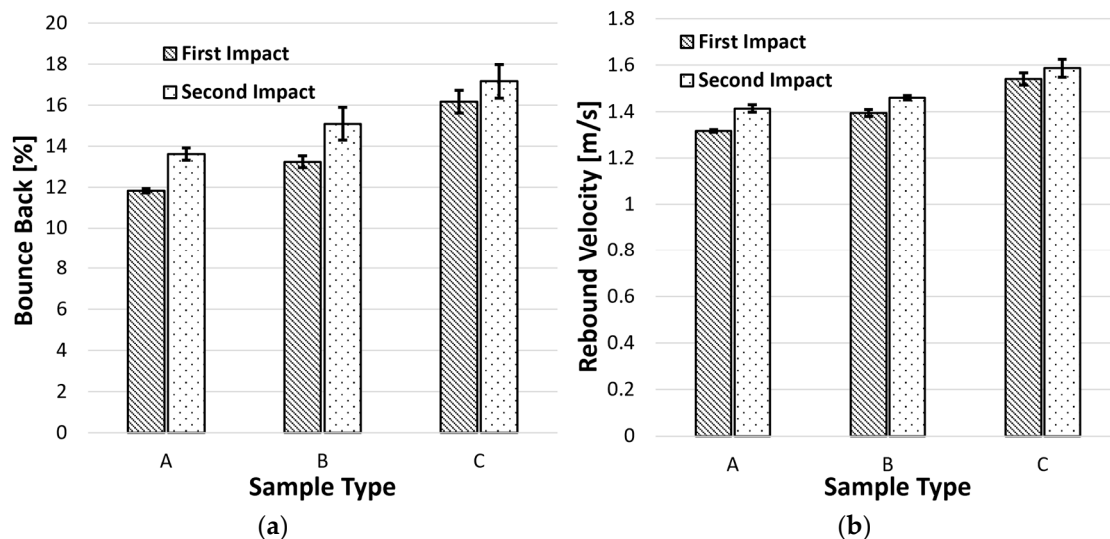 20
18
16
14
12
10
8
6
4
2
0
Bounce Back [%]
First Impact
Second Impact
A B C
Sample Type
(a)
1.8
1.6
1.4
1.2
1
0.8
0.6
0.4
0.2
0
Rebound Velocity [m/s]
First Impact
Second Impact
A B C
Sample Type
(b)